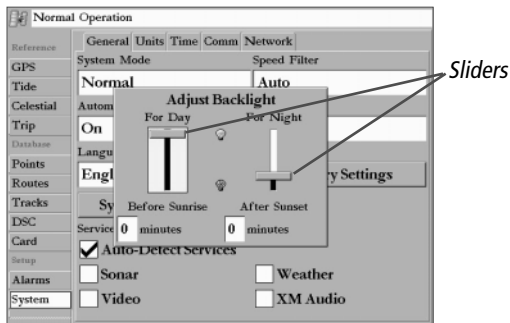 Normal Operation
Reference
GPS
Tide
Celestial
Trip
Database
Points
Routes
Tracks
DSC
Card
Setup
Alarms
System
General Units Time Comm Network
System Mode Speed Filter
Normal Auto
Autom
On
Langu
Engl ry Settings
Sy
Service
Adjust Backlight
For Day For Night
Before Sunrise After Sunset
0 minutes 0 minutes
Auto-Detect Services
Sonar Weather
Video XM Audio
Sliders